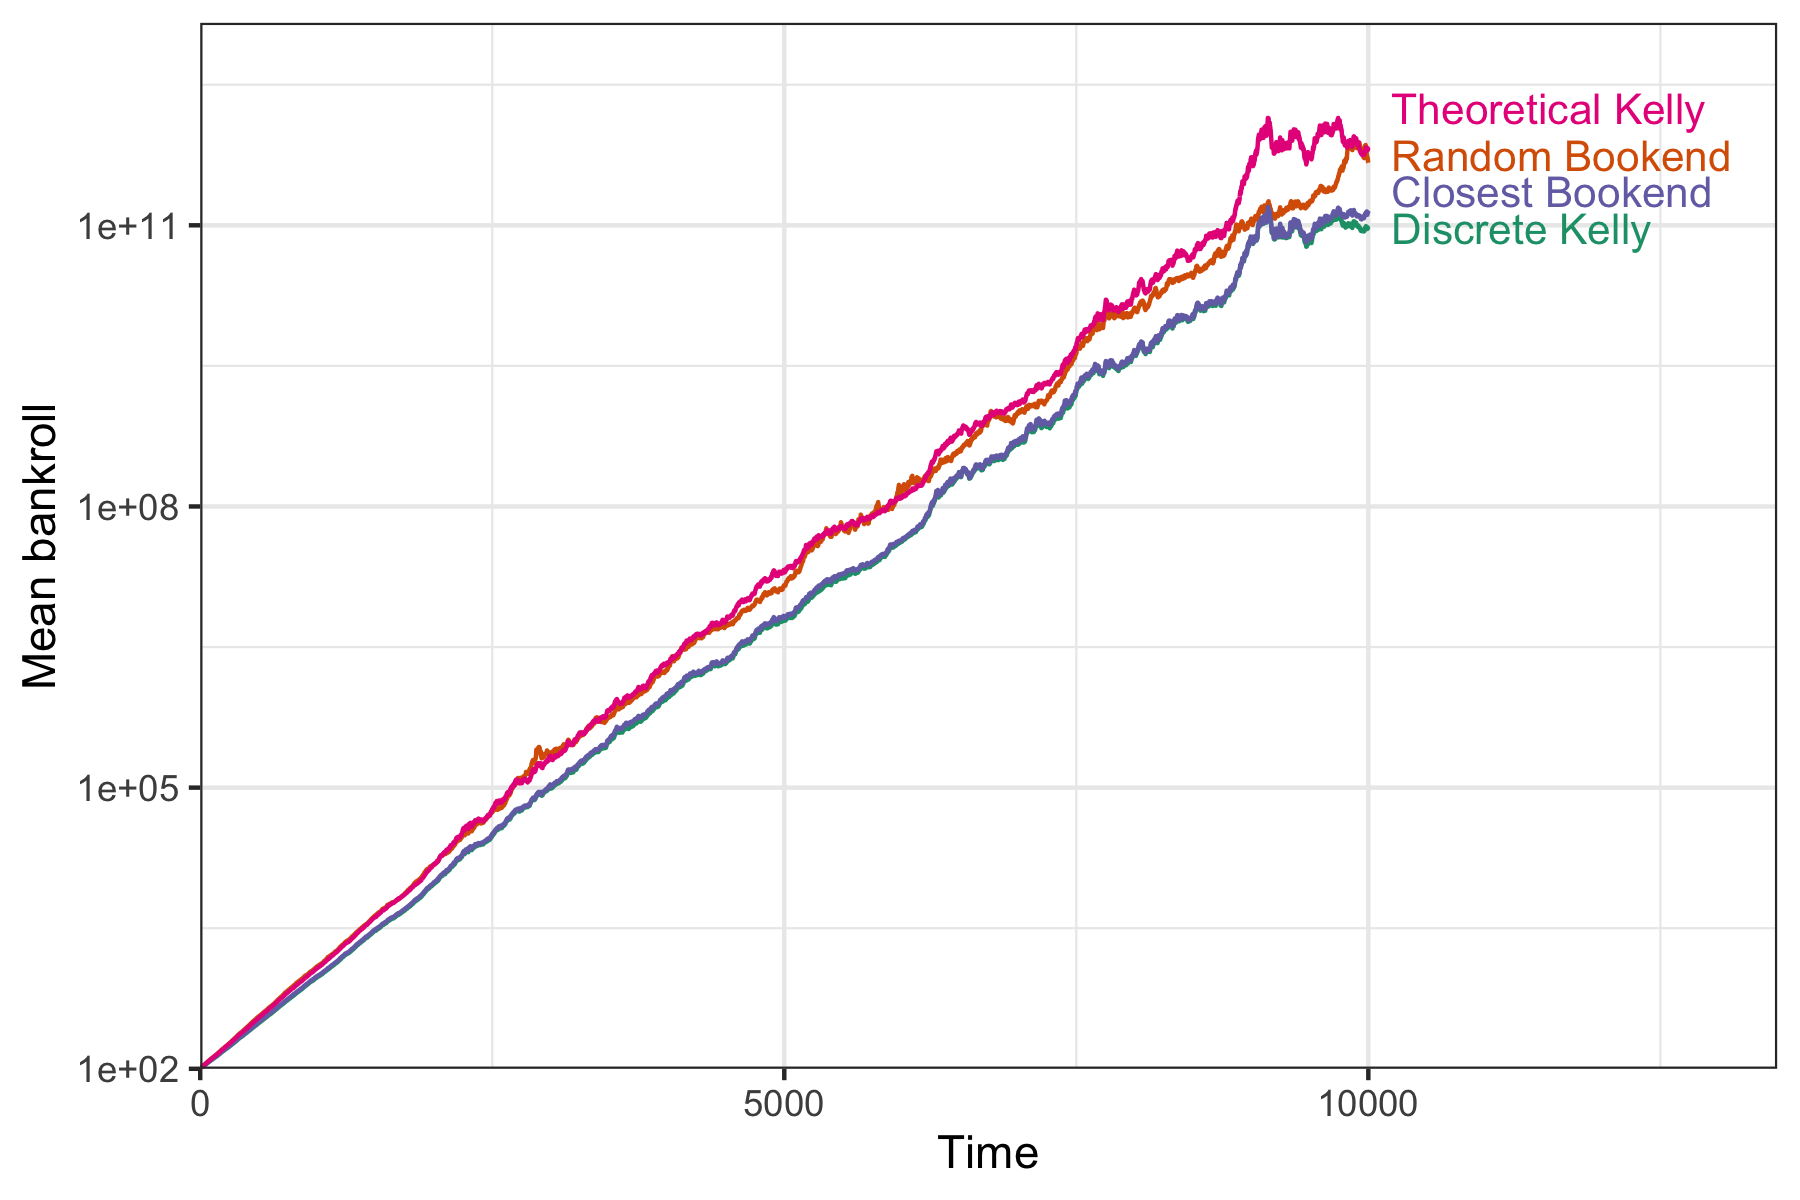 Theoretical Kelly
Random Bookend
Closest Bookend
Discrete Kelly
1e+11
1e+08
1e+05
1e+02
Mean bankroll
0
5000
10000
Time